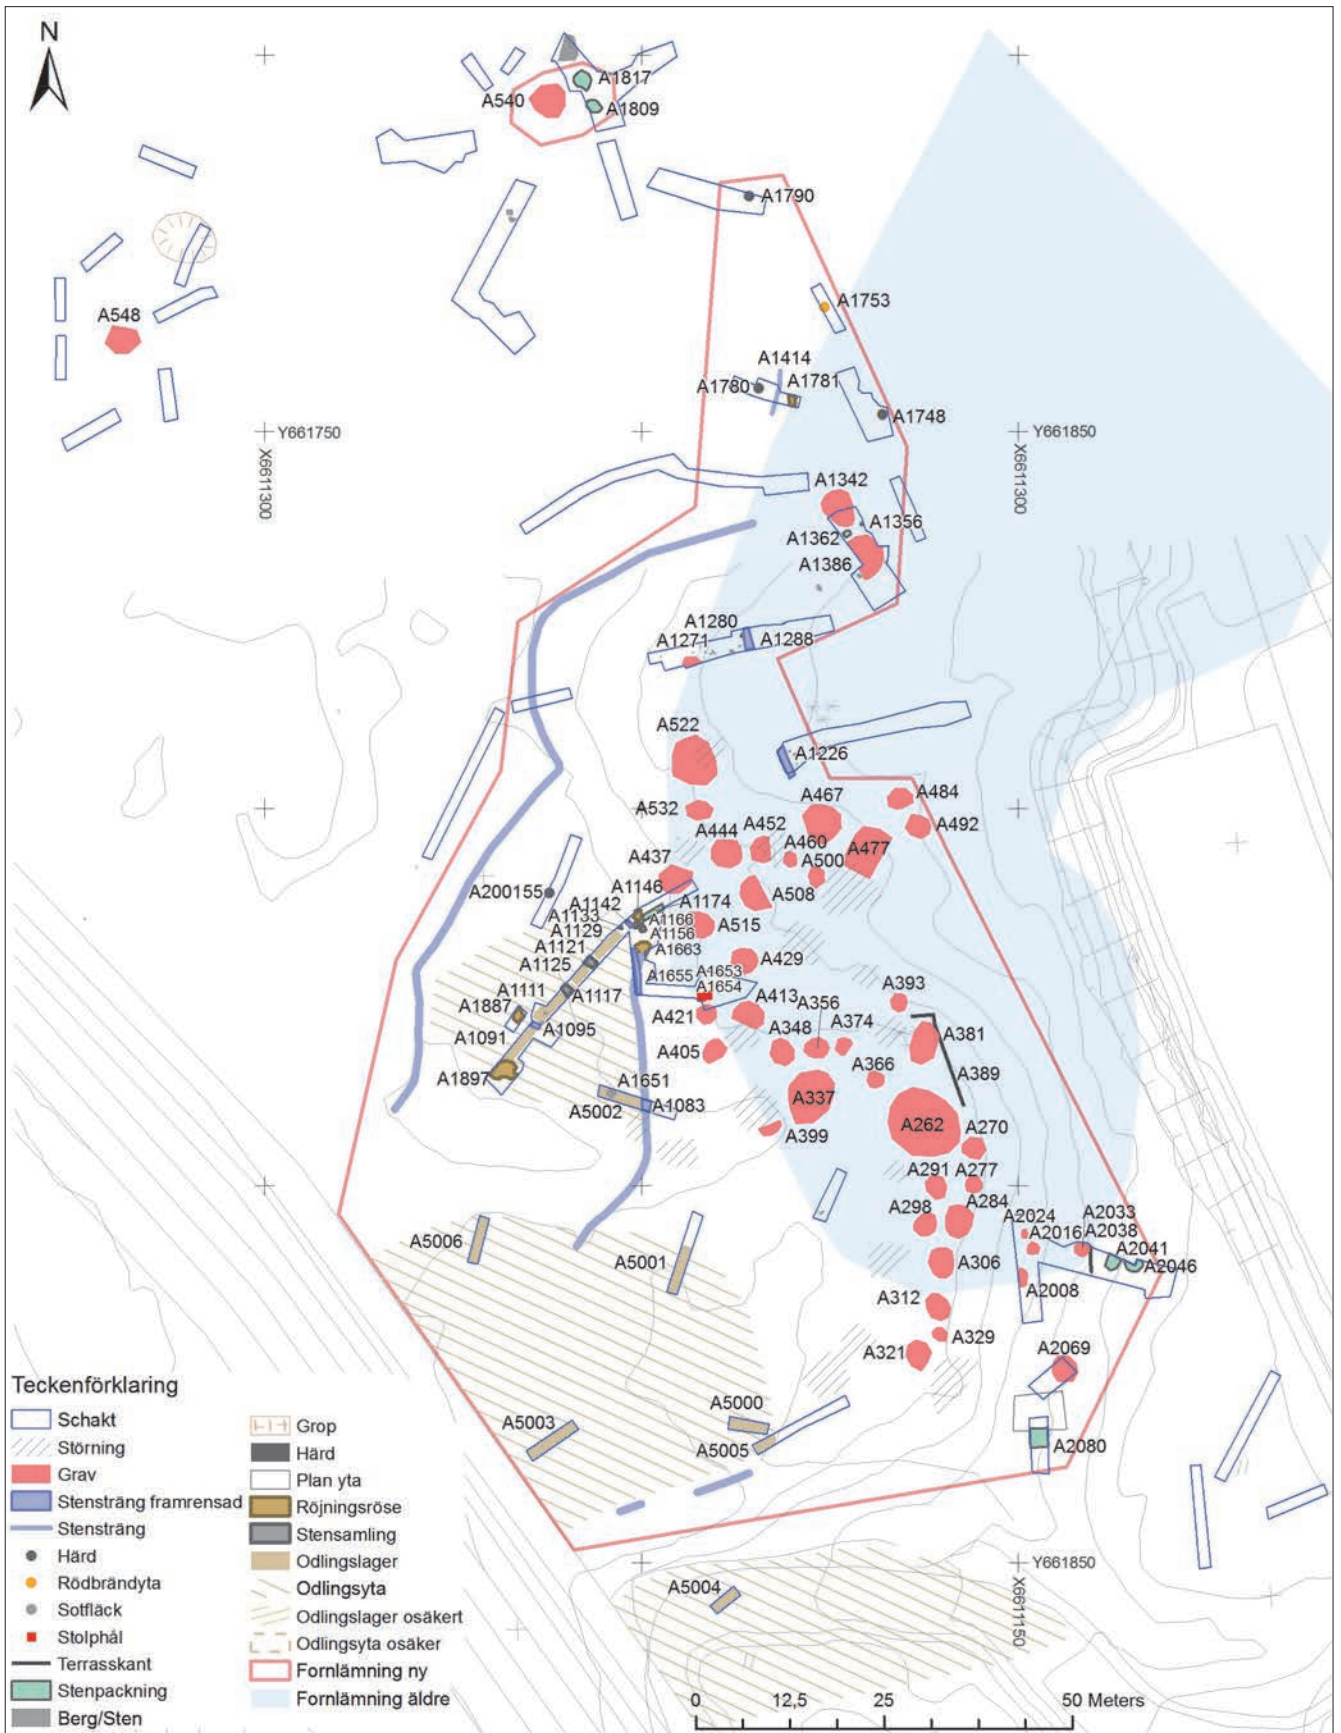 N
A1817
A540
A1809
A1790
A1753
A548
A1414
A1780
A1781
A1748
Y661750
Y661850
X6611300
X6611300
A1342
A1356
A1362
A1386
A1280
A1271
A1288
A522
A1226
A532
A467
A484
A444
A452
A460
A492
A437
A500
A477
A200155
A1146
A1142
A1174
A508
A1133
A1166
A1129
A1156
A515
A1121
A1663
A1125
A429
A1655
A1653
A1654
A1111
A1117
A413
A356
A393
A1887
A421
A348
A374
A381
A1091
A1095
A405
A366
A389
A1897
A1651
A337
A5002
A1083
A262
A399
A270
A291
A277
A298
A284
A2024
A2033
A2016
A2038
A5006
A5001
A2041
A306
A2046
A2008
A312
A329
A321
A2069
A5000
A5003
A5005
A2080
Y661850
X6611150
A5004
Teckenförklaring
Schakt
Störning
Grav
Stensträng framrensad
Stensträng
Härd
Rödbrändyta
Sotfläck
Stolphål
Terrasskant
Stenpackning
Berg/Sten
Grop
Härd
Plan yta
Röjningsröse
Stensamling
Odlingslager
Odlingsyta
Odlingslager osäkert
Odlingsyta osäker
Fornlämning ny
Fornlämning äldre
0 12,5 25 50 Meters